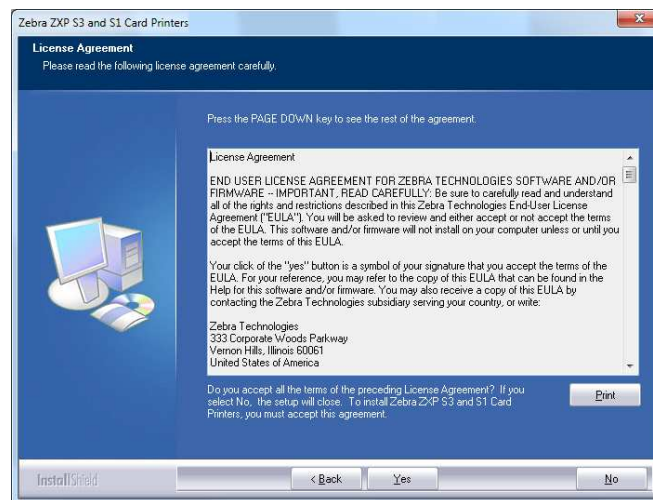 Zebra ZXP S3 and S1 Card Printers
License Agreement
Please read the following license agreement carefully.
Press the PAGE DOWN key to see the rest of the agreement.
License Agreement
END USER LICENSE AGREEMENT FOR ZEBRA TECHNOLOGIES SOFTWARE AND/OR
FIRMWARE -- IMPORTANT, READ CAREFULLY: Be sure to carefully read and understand
all of the rights and restrictions described in this Zebra Technologies End-User License
Agreement ("EULA"). You will be asked to review and either accept or not accept the terms
of the EULA. This software and/or firmware will not install on your computer unless or until you
accept the terms of this EULA.
Your click of the "yes" button is a symbol of your signature that you accept the terms of the
EULA. For your reference, you may refer to the copy of this EULA that can be found in the
Help for this software and/or firmware. You may also receive a copy of this EULA by
contacting the Zebra Technologies subsidiary serving your country, or write:
Zebra Technologies
333 Corporate Woods Parkway
Vernon Hills, Illinois 60061
United States of America
Do you accept all the terms of the preceding License Agreement? If you
select No, the setup will close. To install Zebra ZXP S3 and S1 Card
Printers, you must accept this agreement.
Print
InstallShield
< Back
Yes
No